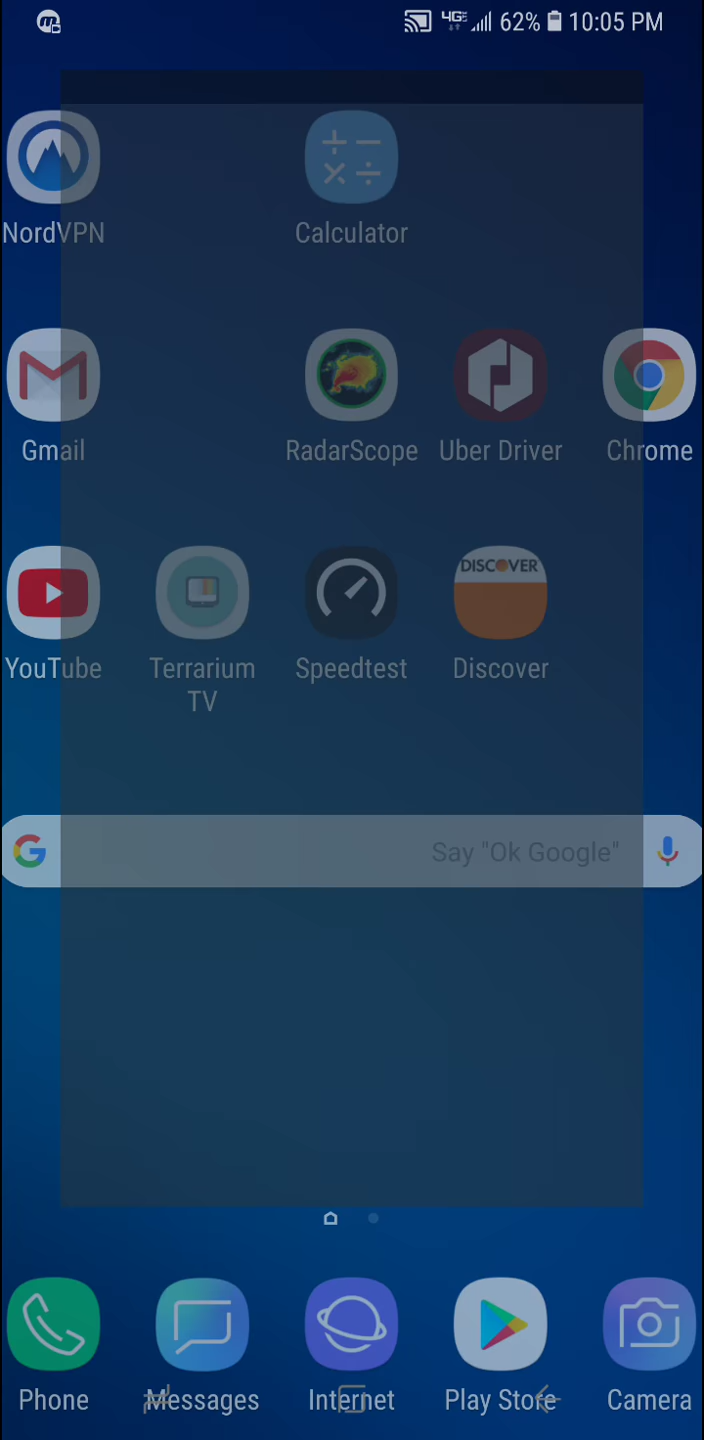 4G 62% 10:05 PM
NordVPN Calculator
Gmail RadarScope Uber Driver Chrome
DISCOVER
YouTube Terrarium TV Speedtest Discover
Say "Ok Google"
Phone Messages Internet Play Store Camera